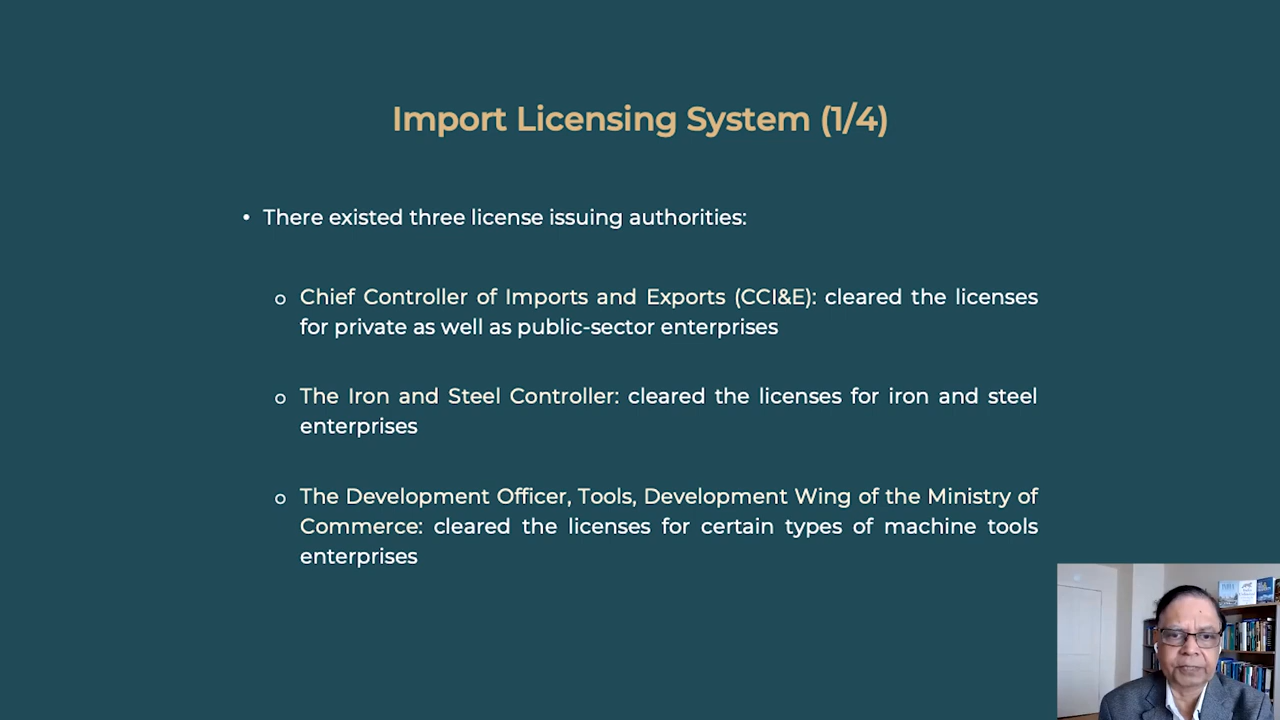 Import Licensing System (1/4)
• There existed three license issuing authorities:
o Chief Controller of Imports and Exports (CCI&E): cleared the licenses
for private as well as public-sector enterprises
o The Iron and Steel Controller: cleared the licenses for iron and steel
enterprises
o The Development Officer, Tools, Development Wing of the Ministry of
Commerce: cleared the licenses for certain types of machine tools
enterprises